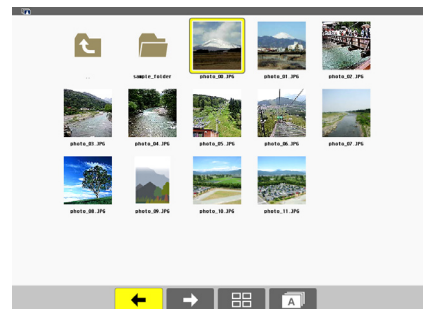 ..
sample_folder
photo_00.JPG
photo_01.JPG
photo_02.JPG
photo_03.JPG
photo_04.JPG
photo_05.JPG
photo_06.JPG
photo_07.JPG
photo_08.JPG
photo_09.JPG
photo_10.JPG
photo_11.JPG
A